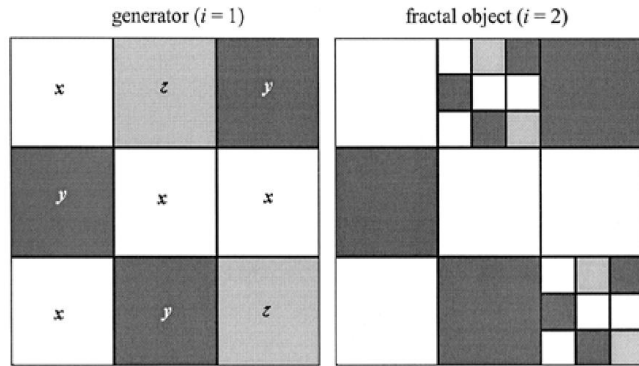 generator (i = 1)
fractal object (i = 2)
x z y
y x x
x y z